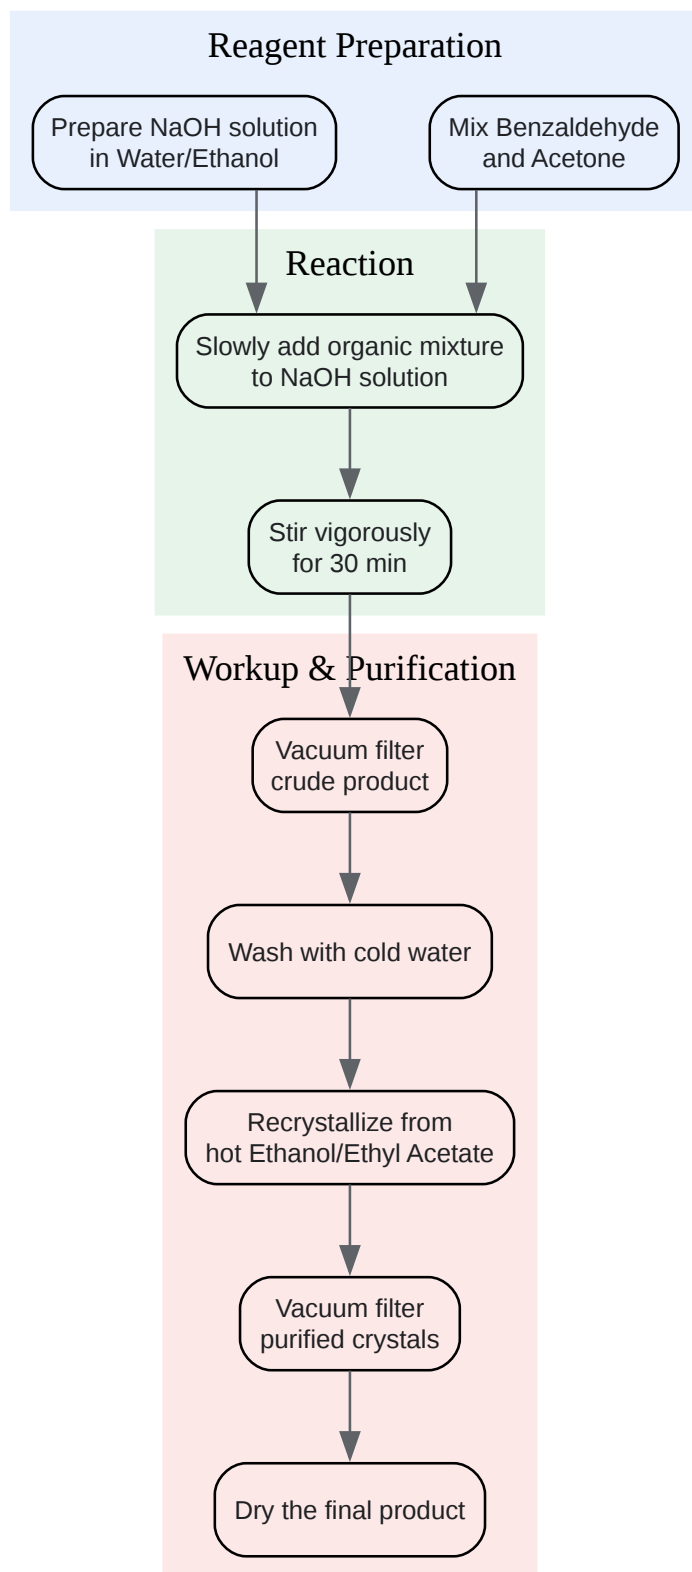 Reagent Preparation
Prepare NaOH solution
in Water/Ethanol
Mix Benzaldehyde
and Acetone
Reaction
Slowly add organic mixture
to NaOH solution
Stir vigorously
for 30 min
Workup & Purification
Vacuum filter
crude product
Wash with cold water
Recrystallize from
hot Ethanol/Ethyl Acetate
Vacuum filter
purified crystals
Dry the final product